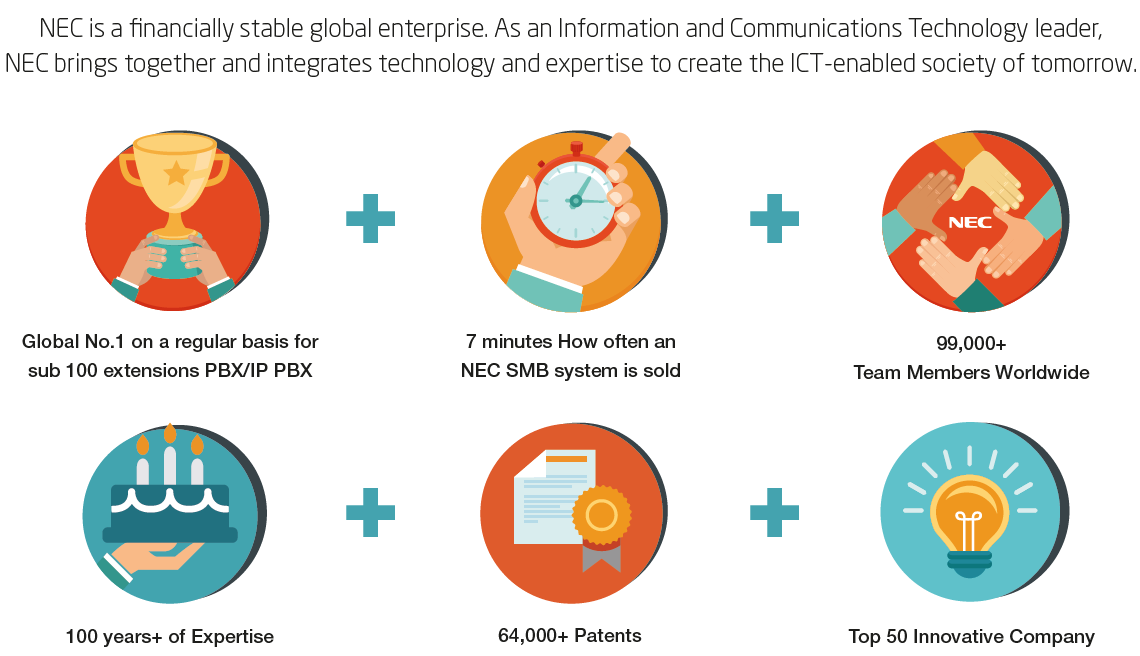 NEC is a financially stable global enterprise. As an Information and Communications Technology leader,
NEC brings together and integrates technology and expertise to create the ICT-enabled society of tomorrow.
NEC
Global No.1 on a regular basis for
sub 100 extensions PBX/IP PBX
7 minutes How often an
NEC SMB system is sold
99,000+
Team Members Worldwide
100 years+ of Expertise
64,000+ Patents
Top 50 Innovative Company